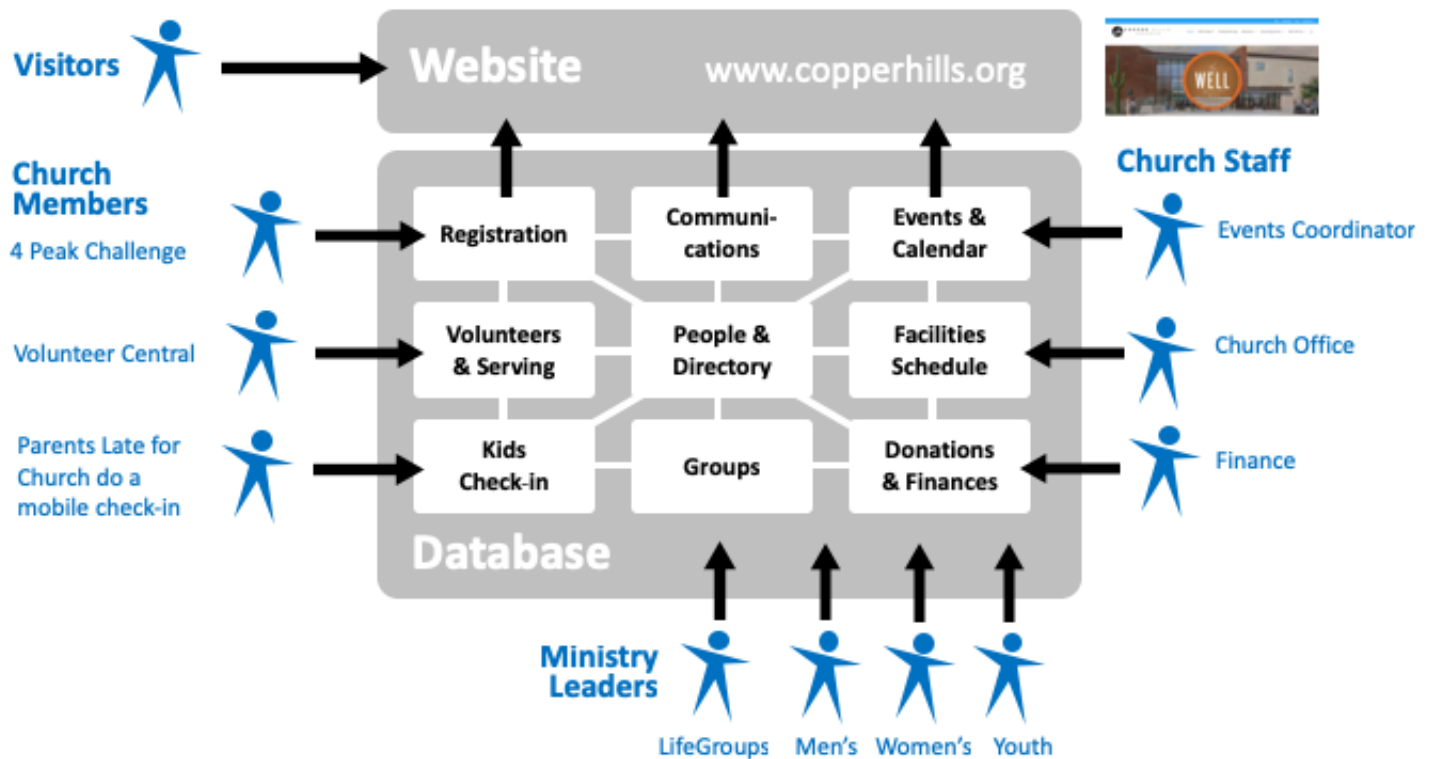 Visitors
Website
www.copperhills.org
WELL
Church
Members
4 Peak Challenge
Church Staff
Registration
Communi-
cations
Events &
Calendar
Events Coordinator
Volunteer Central
Volunteers
& Serving
People &
Directory
Facilities
Schedule
Church Office
Parents Late for
Church do a
mobile check-in
Kids
Check-in
Groups
Donations
& Finances
Finance
Database
Ministry
Leaders
LifeGroups
Men's
Women's
Youth